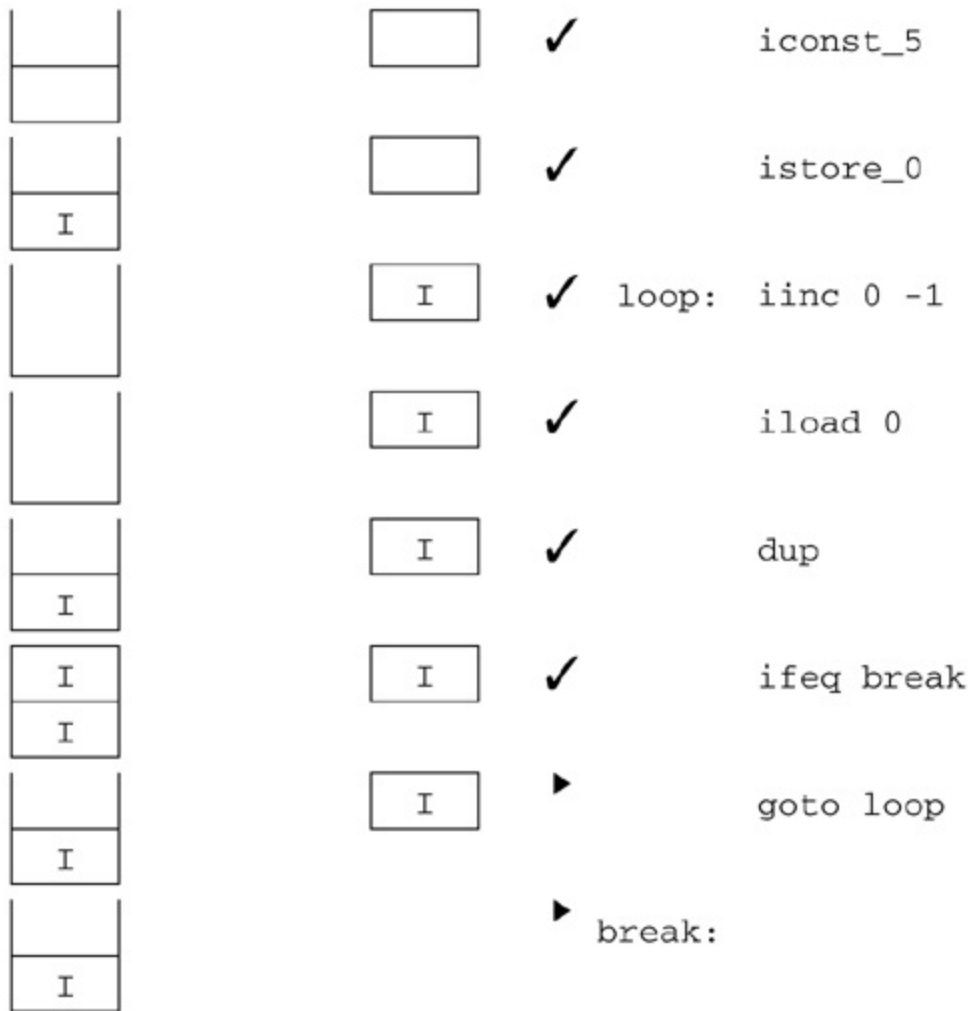 iconst_5
I istore_0
I loop: iinc 0 -1
I iload 0
I I dup
I I ifeq break
I
I goto loop
I
break:
I